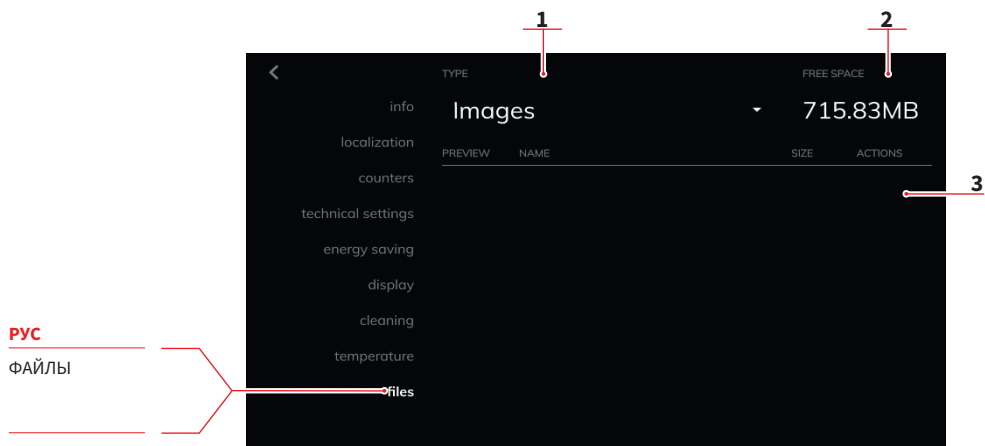 1
2
TYPE
FREE SPACE
Images
715.83MB
PREVIEW NAME SIZE ACTIONS
3
info
localization
counters
technical settings
energy saving
display
cleaning
temperature
files
РУС
ФАЙЛЫ